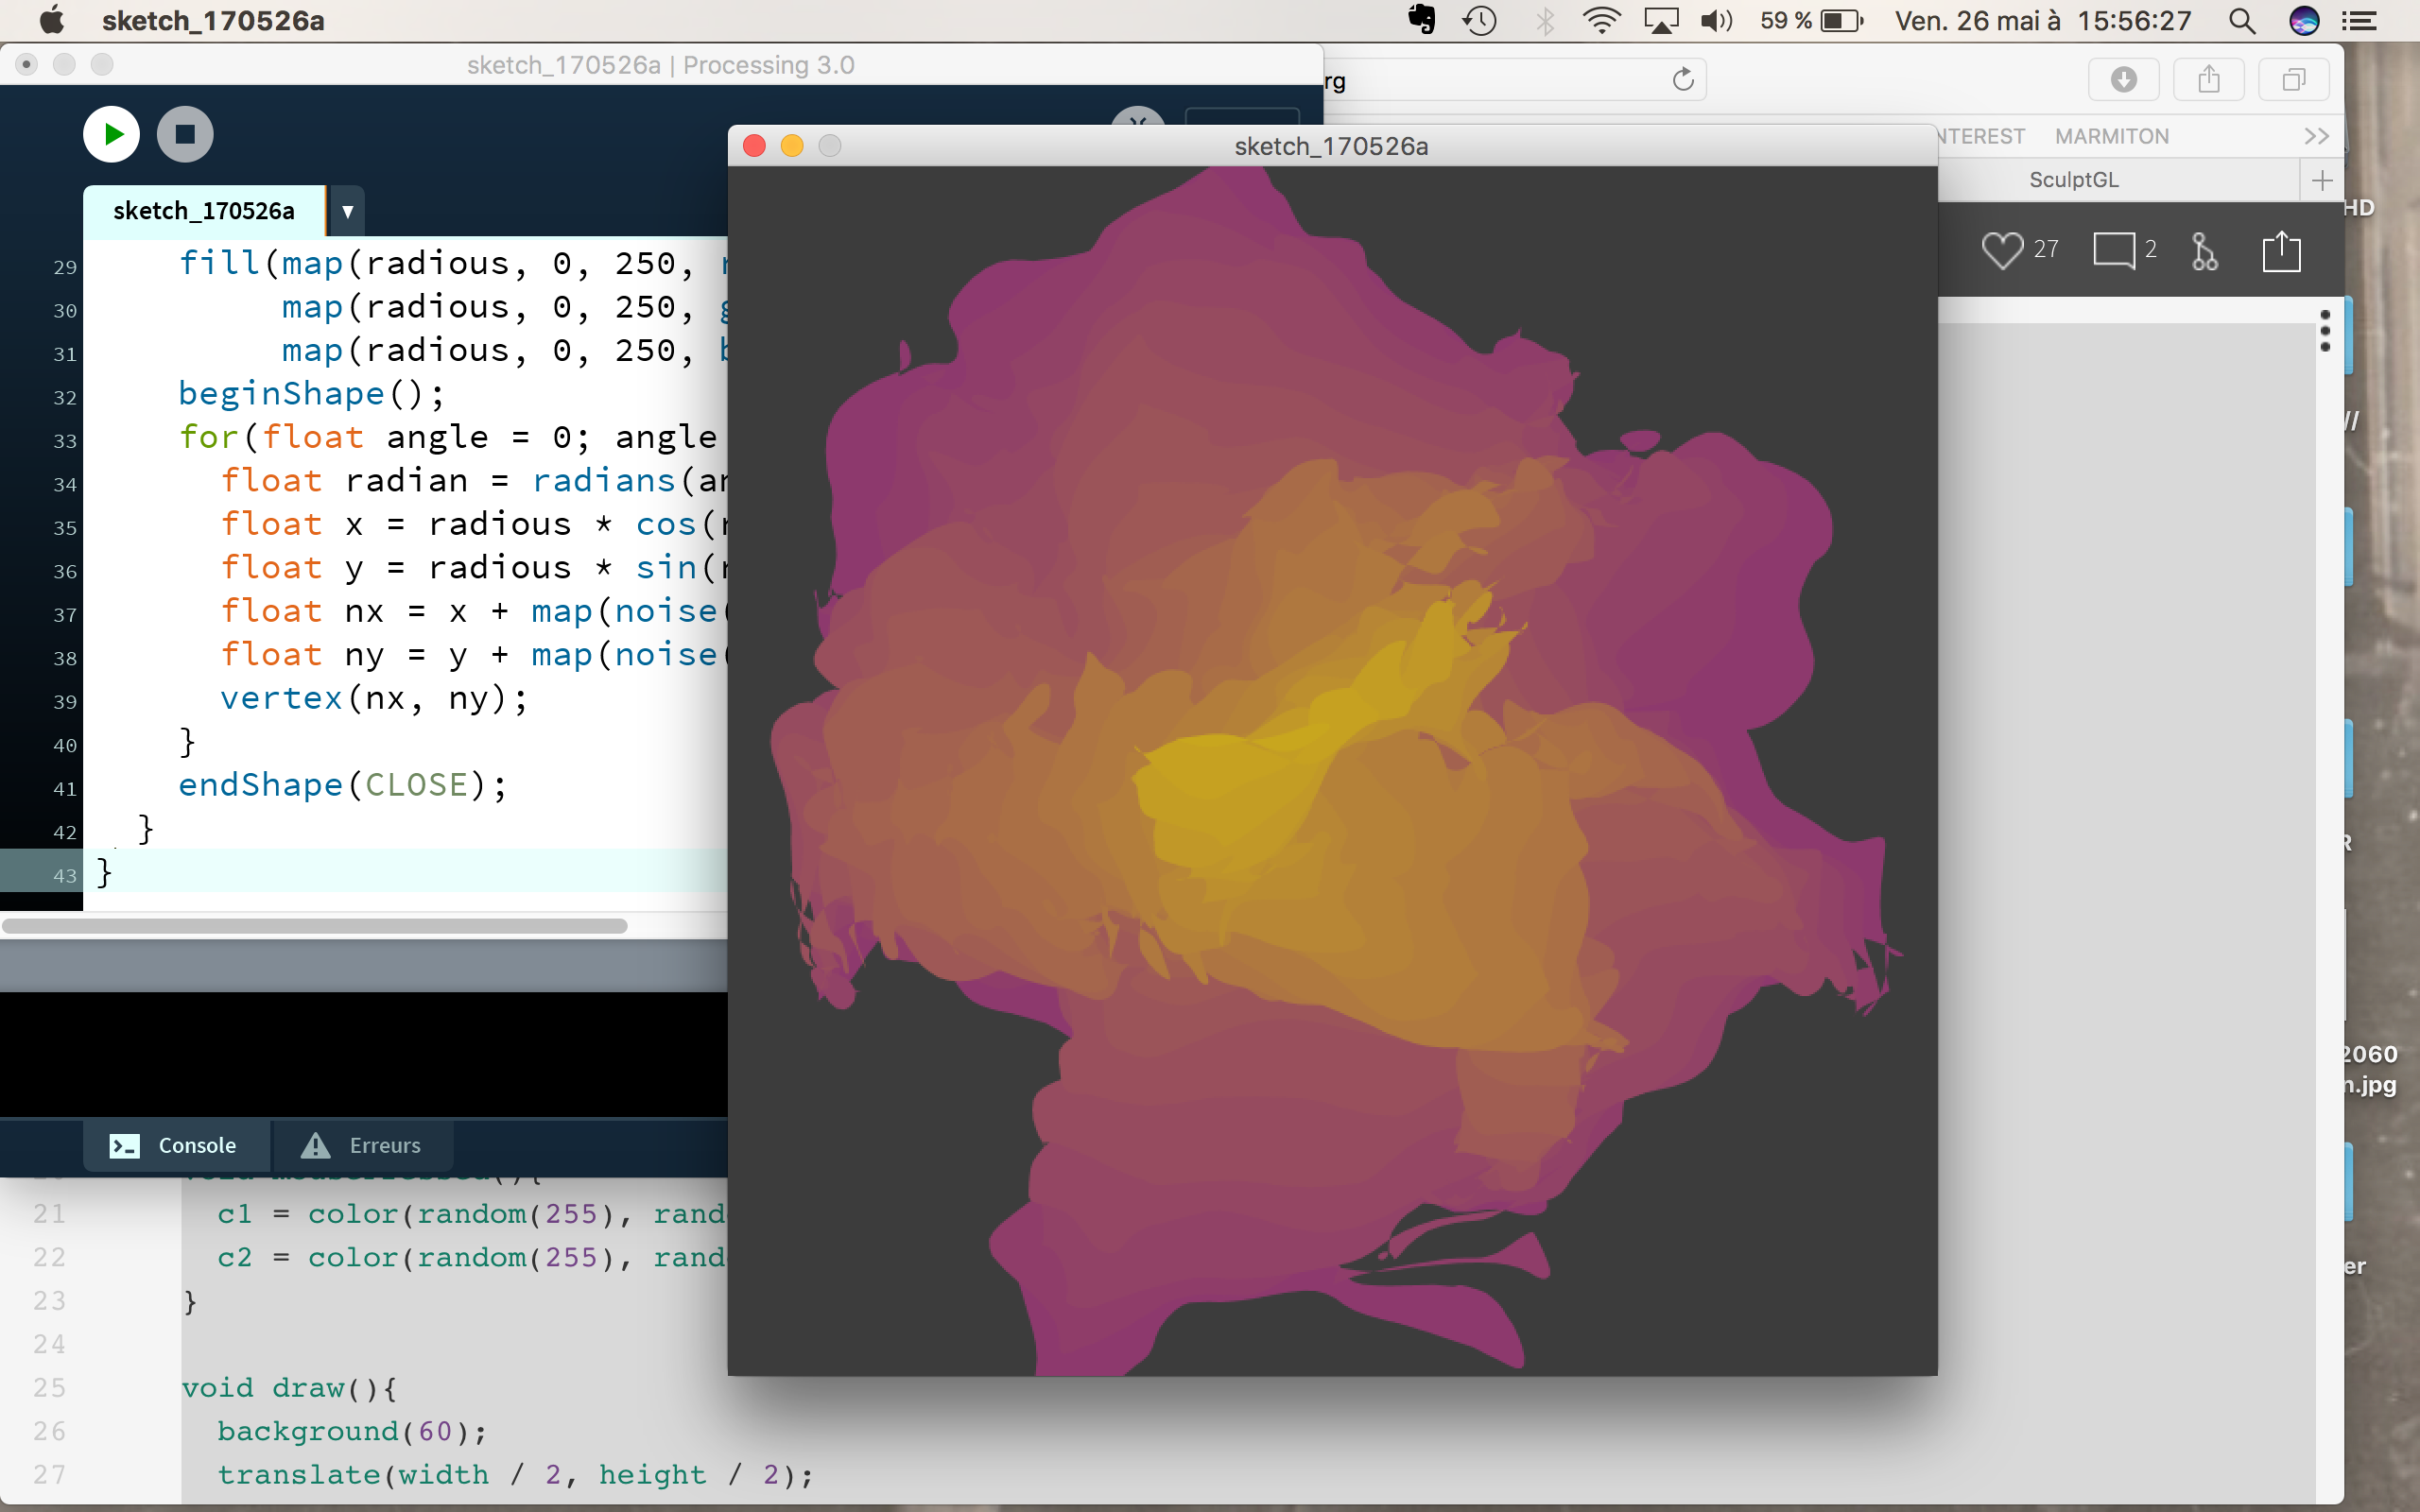 sketch_170526a
59 %
Ven. 26 mai à 15:56:27
sketch_170526a | Processing 3.0
rg
sketch_170526a
NTEREST
MARMITON
SculptGL
HD
27
2
sketch_170526a
29 fill(map(radious, 0, 250, r
30 map(radious, 0, 250, g
31 map(radious, 0, 250, b
32 beginShape();
33 for(float angle = 0; angle
34 float radian = radians(an
35 float x = radious * cos(r
36 float y = radious * sin(r
37 float nx = x + map(noise(
38 float ny = y + map(noise(
39 vertex(nx, ny);
40 }
41 endShape(CLOSE);
42 }
43 }
//
R
2060
n.jpg
er
Console
Erreurs
21 c1 = color(random(255), rand
22 c2 = color(random(255), rand
23 }
24
25 void draw(){
26 background(60);
27 translate(width / 2, height / 2);